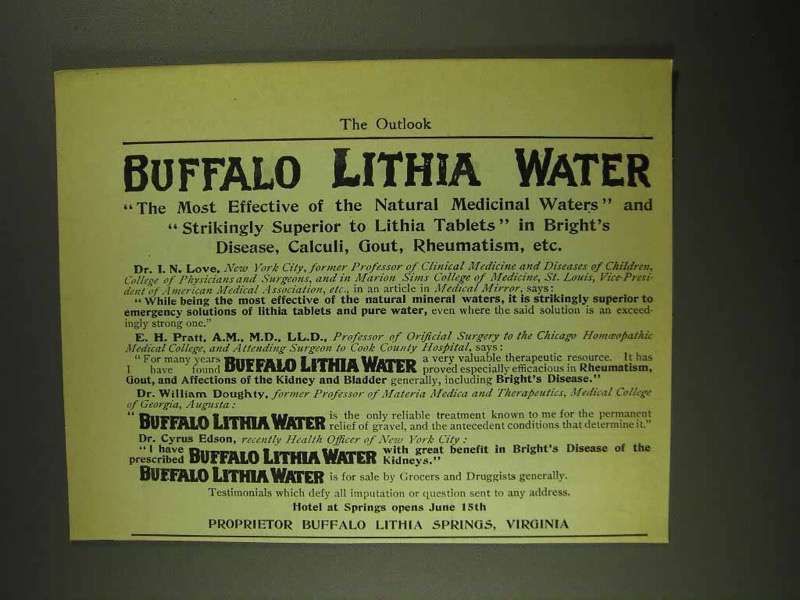 The Outlook
BUFFALO LITHIA WATER
"The Most Effective of the Natural Medicinal Waters" and
"Strikingly Superior to Lithia Tablets" in Bright's
Disease, Calculi, Gout, Rheumatism, etc.
Dr. I. N. Love, New York City, former Professor of Clinical Medicine and Diseases of Children,
College of Physicians and Surgeons, and in Marion Sims College of Medicine, St. Louis, Vice-Presi-
dent of American Medical Association, etc., in an article in Medical Mirror, says:
"While being the most effective of the natural mineral waters, it is strikingly superior to
emergency solutions of lithia tablets and pure water, even where the said solution is an exceed-
ingly strong one."
E. H. Pratt, A.M., M.D., LL.D., Professor of Orificial Surgery to the Chicago Homœopathic
Medical College, and Attending Surgeon to Cook County Hospital, says:
"For many years I have found BUFFALO LITHIA WATER a very valuable therapeutic resource. It has proved especially efficacious in Rheumatism,
Gout, and Affections of the Kidney and Bladder generally, including Bright's Disease."
Dr. William Doughty, former Professor of Materia Medica and Therapeutics, Medical College
of Georgia, Augusta:
"BUFFALO LITHIA WATER is the only reliable treatment known to me for the permanent relief of gravel, and the antecedent conditions that determine it."
Dr. Cyrus Edson, recently Health Officer of New York City:
"I have prescribed BUFFALO LITHIA WATER with great benefit in Bright's Disease of the Kidneys."
BUFFALO LITHIA WATER is for sale by Grocers and Druggists generally.
Testimonials which defy all imputation or question sent to any address.
Hotel at Springs opens June 15th
PROPRIETOR BUFFALO LITHIA SPRINGS, VIRGINIA